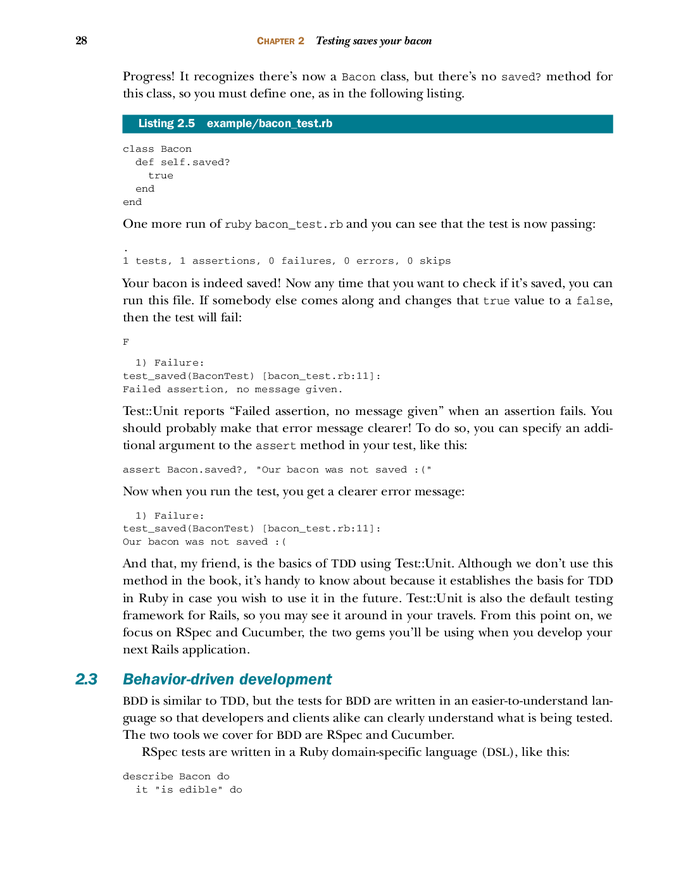 28 CHAPTER 2 Testing saves your bacon
Progress! It recognizes there's now a Bacon class, but there's no saved? method for
this class, so you must define one, as in the following listing.
Listing 2.5 example/bacon_test.rb
class Bacon
  def self.saved?
    true
  end
end
One more run of ruby bacon_test.rb and you can see that the test is now passing:
.
1 tests, 1 assertions, 0 failures, 0 errors, 0 skips
Your bacon is indeed saved! Now any time that you want to check if it's saved, you can
run this file. If somebody else comes along and changes that true value to a false,
then the test will fail:
F
  1) Failure:
test_saved(BaconTest) [bacon_test.rb:11]:
Failed assertion, no message given.
Test::Unit reports “Failed assertion, no message given” when an assertion fails. You
should probably make that error message clearer! To do so, you can specify an addi-
tional argument to the assert method in your test, like this:
assert Bacon.saved?, "Our bacon was not saved :("
Now when you run the test, you get a clearer error message:
  1) Failure:
test_saved(BaconTest) [bacon_test.rb:11]:
Our bacon was not saved :(
And that, my friend, is the basics of TDD using Test::Unit. Although we don't use this
method in the book, it's handy to know about because it establishes the basis for TDD
in Ruby in case you wish to use it in the future. Test::Unit is also the default testing
framework for Rails, so you may see it around in your travels. From this point on, we
focus on RSpec and Cucumber, the two gems you'll be using when you develop your
next Rails application.
2.3 Behavior-driven development
BDD is similar to TDD, but the tests for BDD are written in an easier-to-understand lan-
guage so that developers and clients alike can clearly understand what is being tested.
The two tools we cover for BDD are RSpec and Cucumber.
RSpec tests are written in a Ruby domain-specific language (DSL), like this:
describe Bacon do
  it "is edible" do